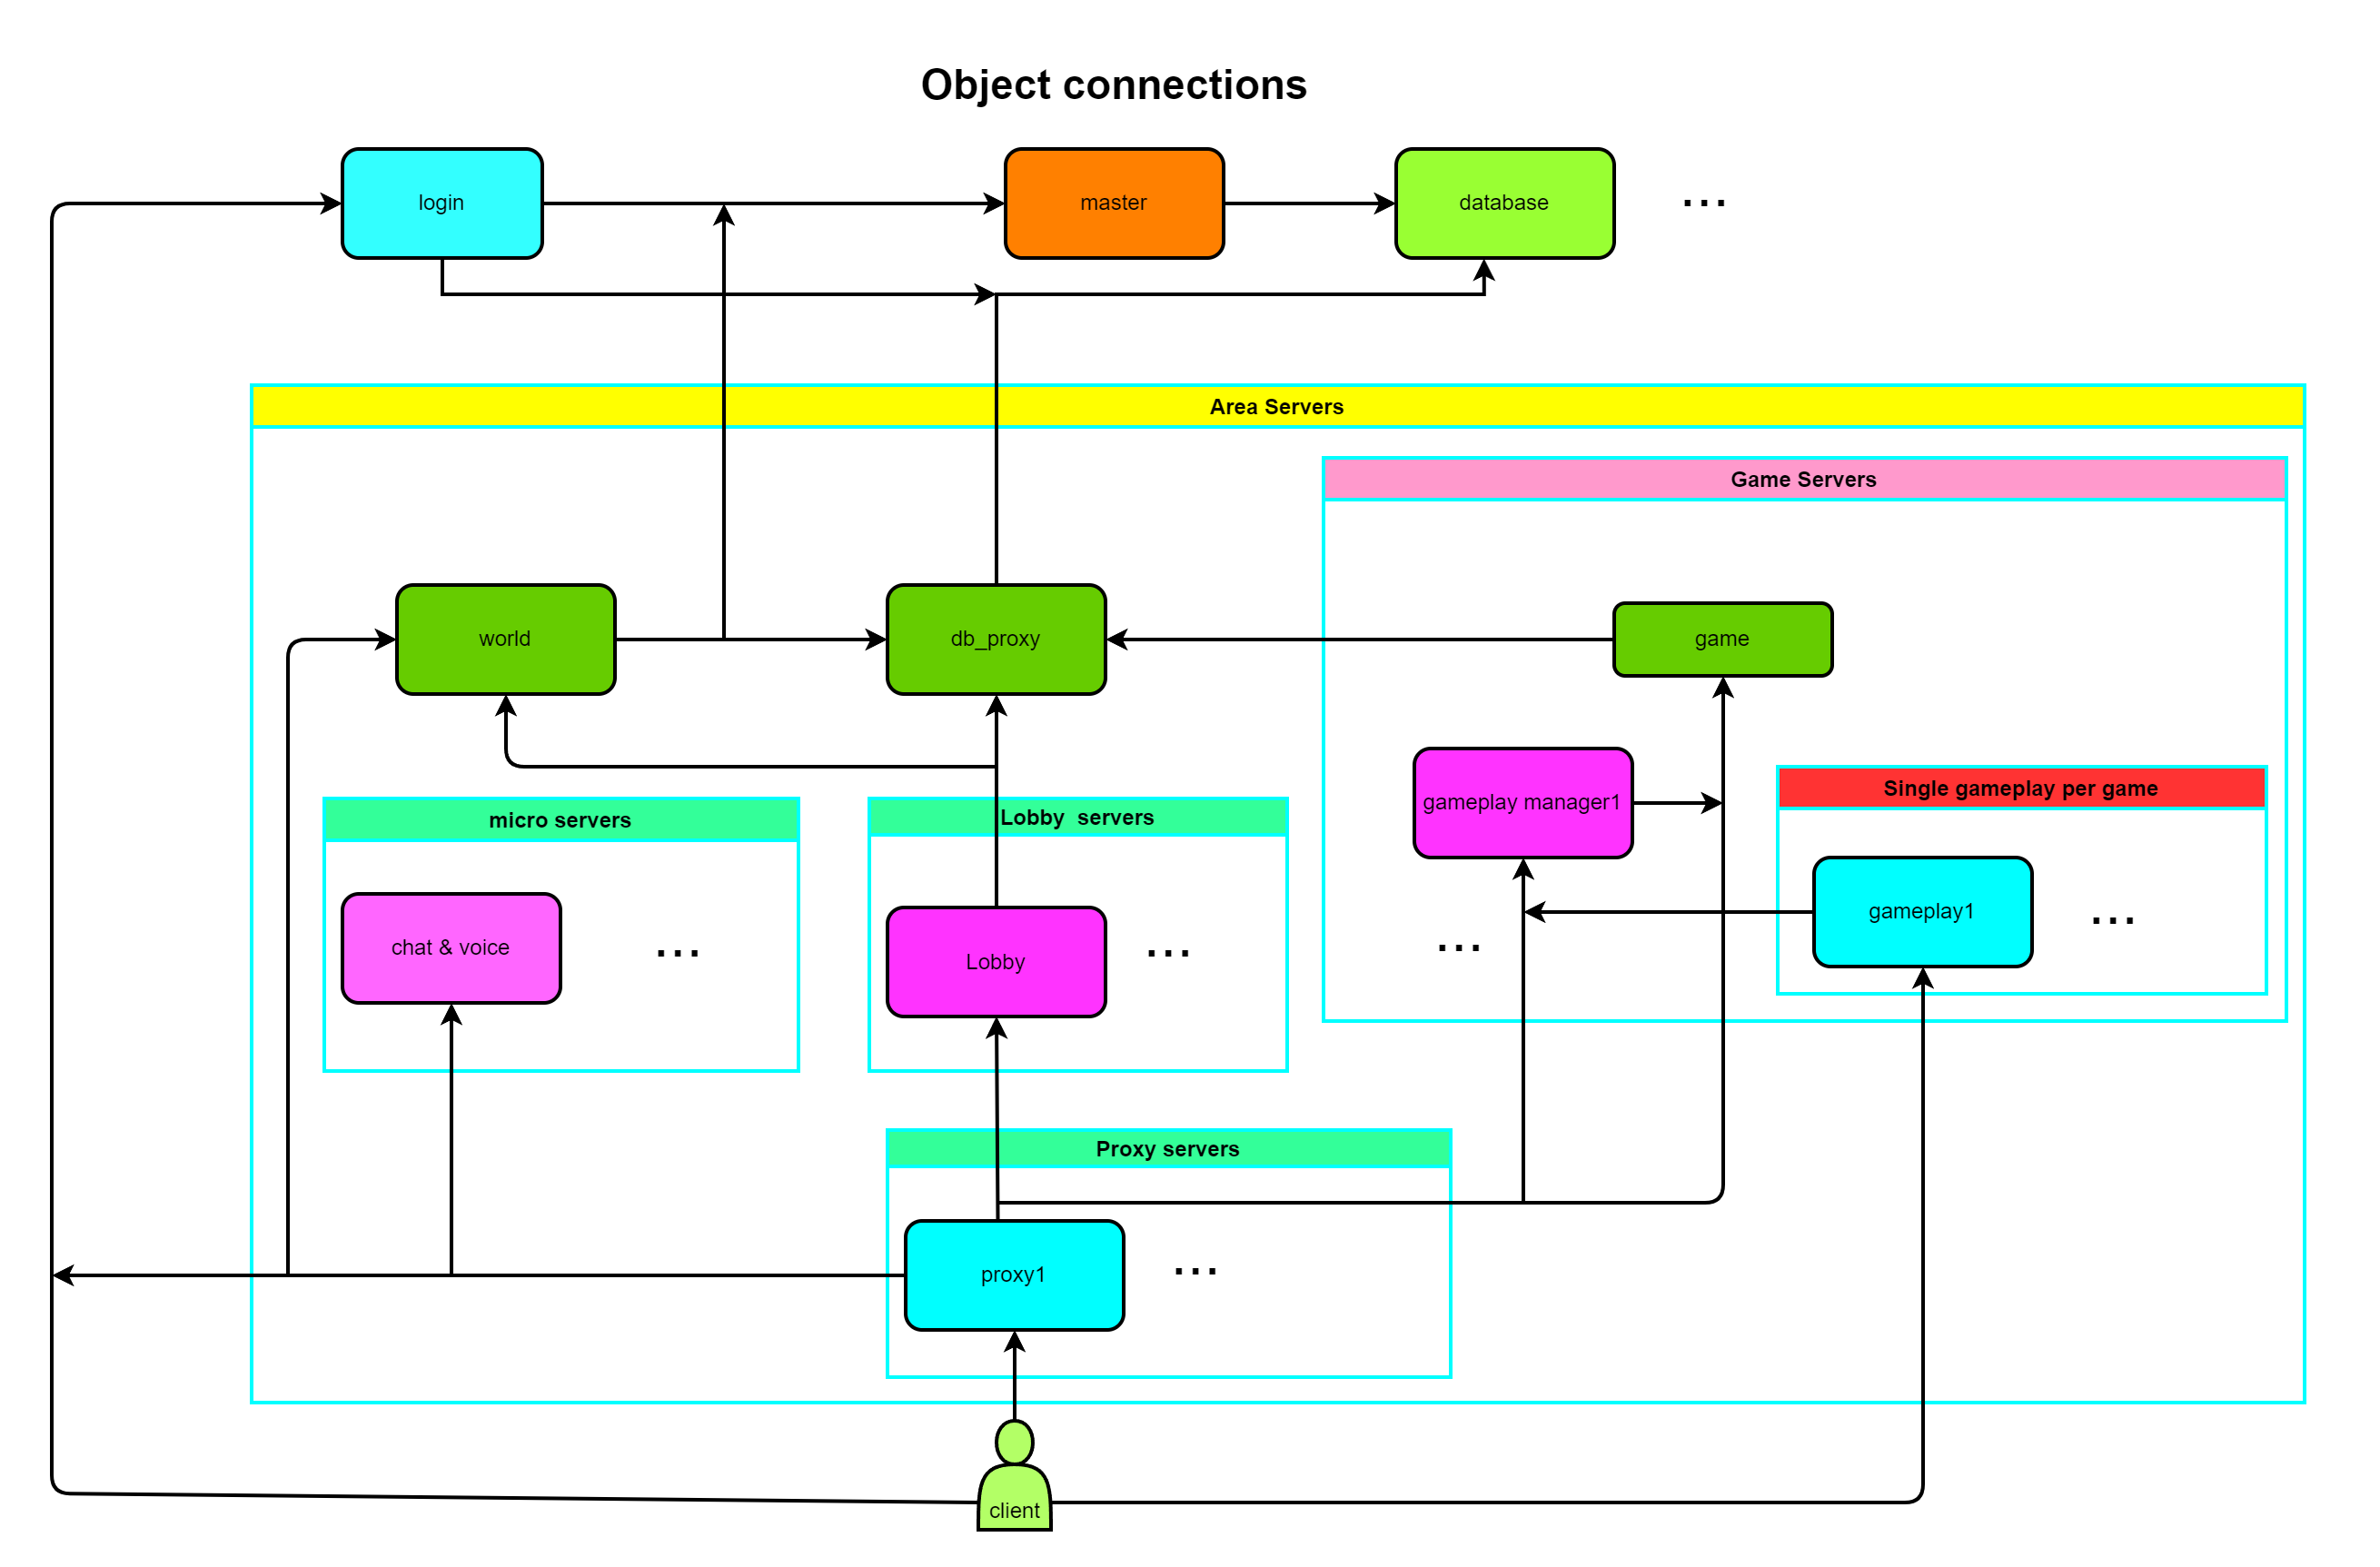 Object connections
login
master
database
...
Area Servers
Game Servers
world
db_proxy
game
gameplay manager1
Single gameplay per game
micro servers
Lobby  servers
gameplay1
...
chat & voice
...
Lobby
...
...
Proxy servers
proxy1
...
client